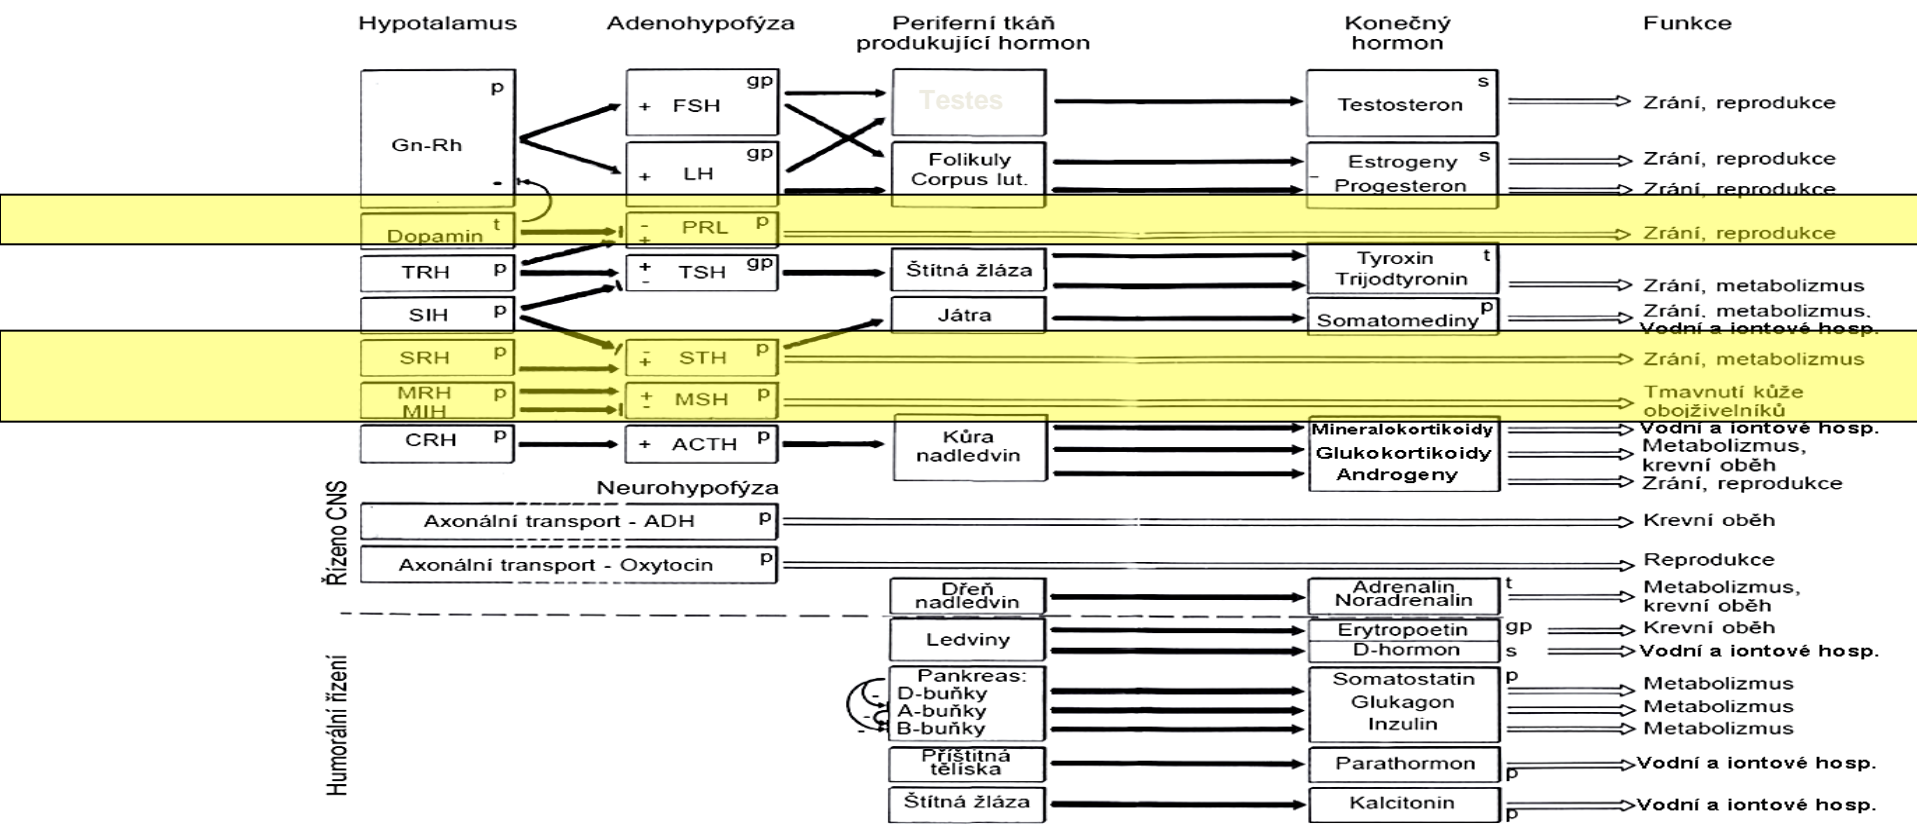 Hypotalamus
Adenohypofýza
Periferní tkáň
produkující hormon
Konečný
hormon
Funkce
Gn-Rh
p
-
+ FSH gp
+ LH gp
Testes
Folikuly
Corpus lut.
Testosteron s
Estrogeny s
- Progesteron
Zrání, reprodukce
Zrání, reprodukce
Zrání, reprodukce
Dopamin t
-
+
PRL p
Zrání, reprodukce
TRH p
+
-
TSH gp
Štítná žláza
Tyroxin t
Trijodtyronin
Zrání, metabolizmus
SIH p
Játra
Somatomediny p
Zrání, metabolizmus.
Vodní a iontové hosp.
SRH p
-
+
STH p
Zrání, metabolizmus
MRH p
MIH
+
-
MSH p
Tmavnutí kůže
obojživelníků
CRH p
+ ACTH p
Kůra
nadledvin
Mineralokortikoidy
Glukokortikoidy
Androgeny
Vodní a iontové hosp.
Metabolizmus,
krevní oběh
Zrání, reprodukce
Řízeno CNS
Neurohypofýza
Axonální transport - ADH p
Krevní oběh
Axonální transport - Oxytocin p
Reprodukce
Dřeň
nadledvin
Adrenalin t
Noradrenalin
Metabolizmus,
krevní oběh
Humorální řízení
Ledviny
Erytropoetin gp
D-hormon s
Krevní oběh
Vodní a iontové hosp.
Pankreas:
- D-buňky
- A-buňky
- B-buňky
Somatostatin p
Glukagon
Inzulin
Metabolizmus
Metabolizmus
Metabolizmus
Příštitná
tělíska
Parathormon p
Vodní a iontové hosp.
Štítná žláza
Kalcitonin p
Vodní a iontové hosp.